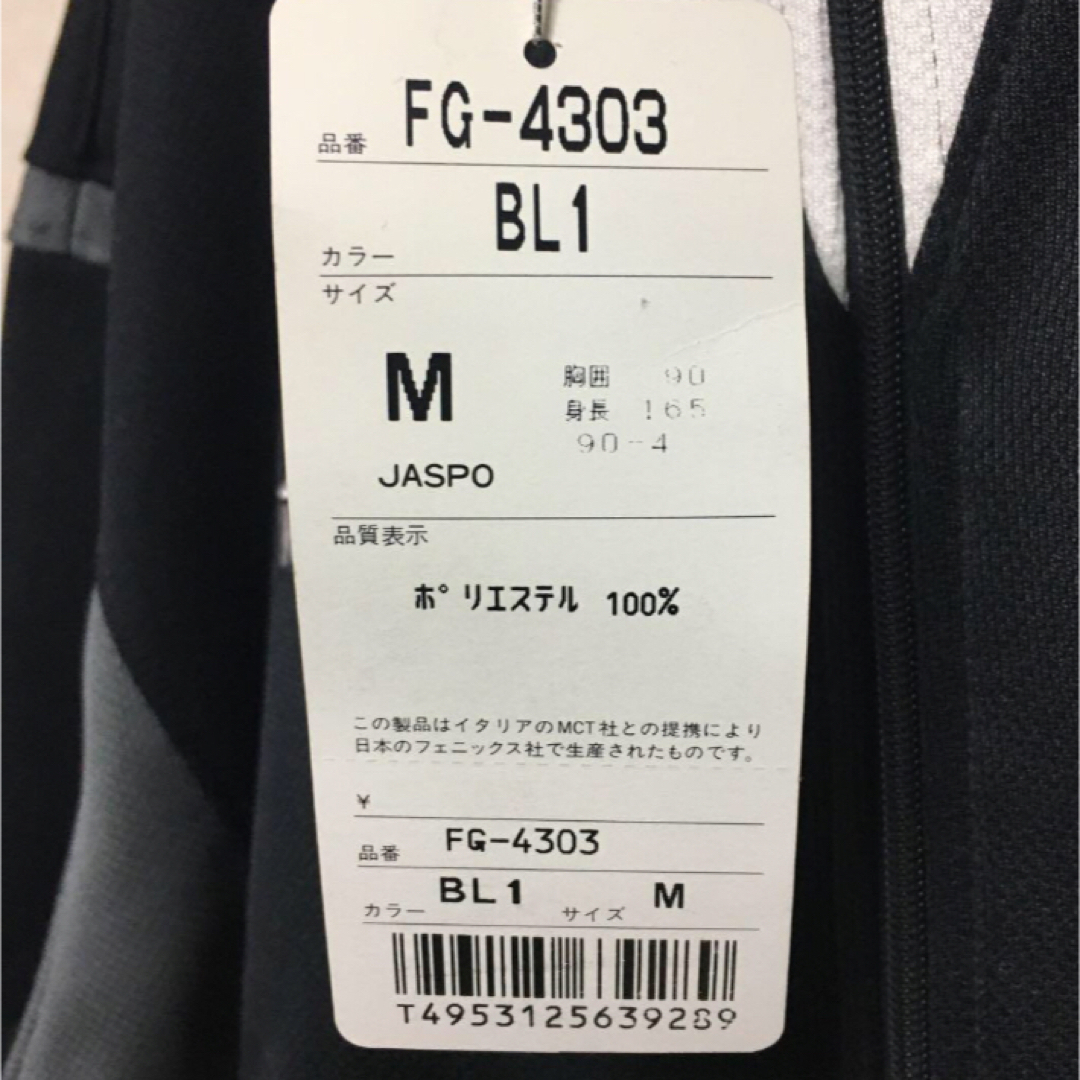 品番 FG-4303
カラー BL1
サイズ
M
胸囲 90
身長 165
90-4
JASPO
品質表示
ポリエステル 100%
この製品はイタリアのMCT社との提携により
日本のフェニックス社で生産されたものです。
¥
品番 FG-4303
カラー BL1 サイズ M
T4953125639289